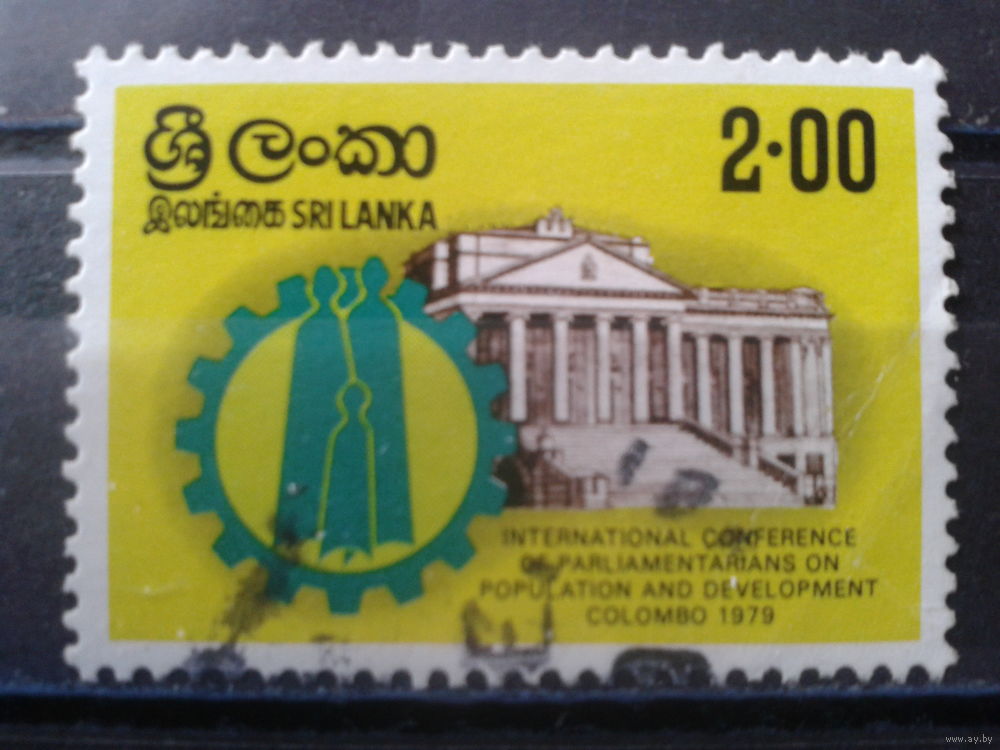 ශ්‍රී ලංකා
2·00
இலங்கை SRI LANKA
INTERNATIONAL CONFERENCE
OF PARLIAMENTARIANS ON
POPULATION AND DEVELOPMENT
COLOMBO 1979
www.ay.by